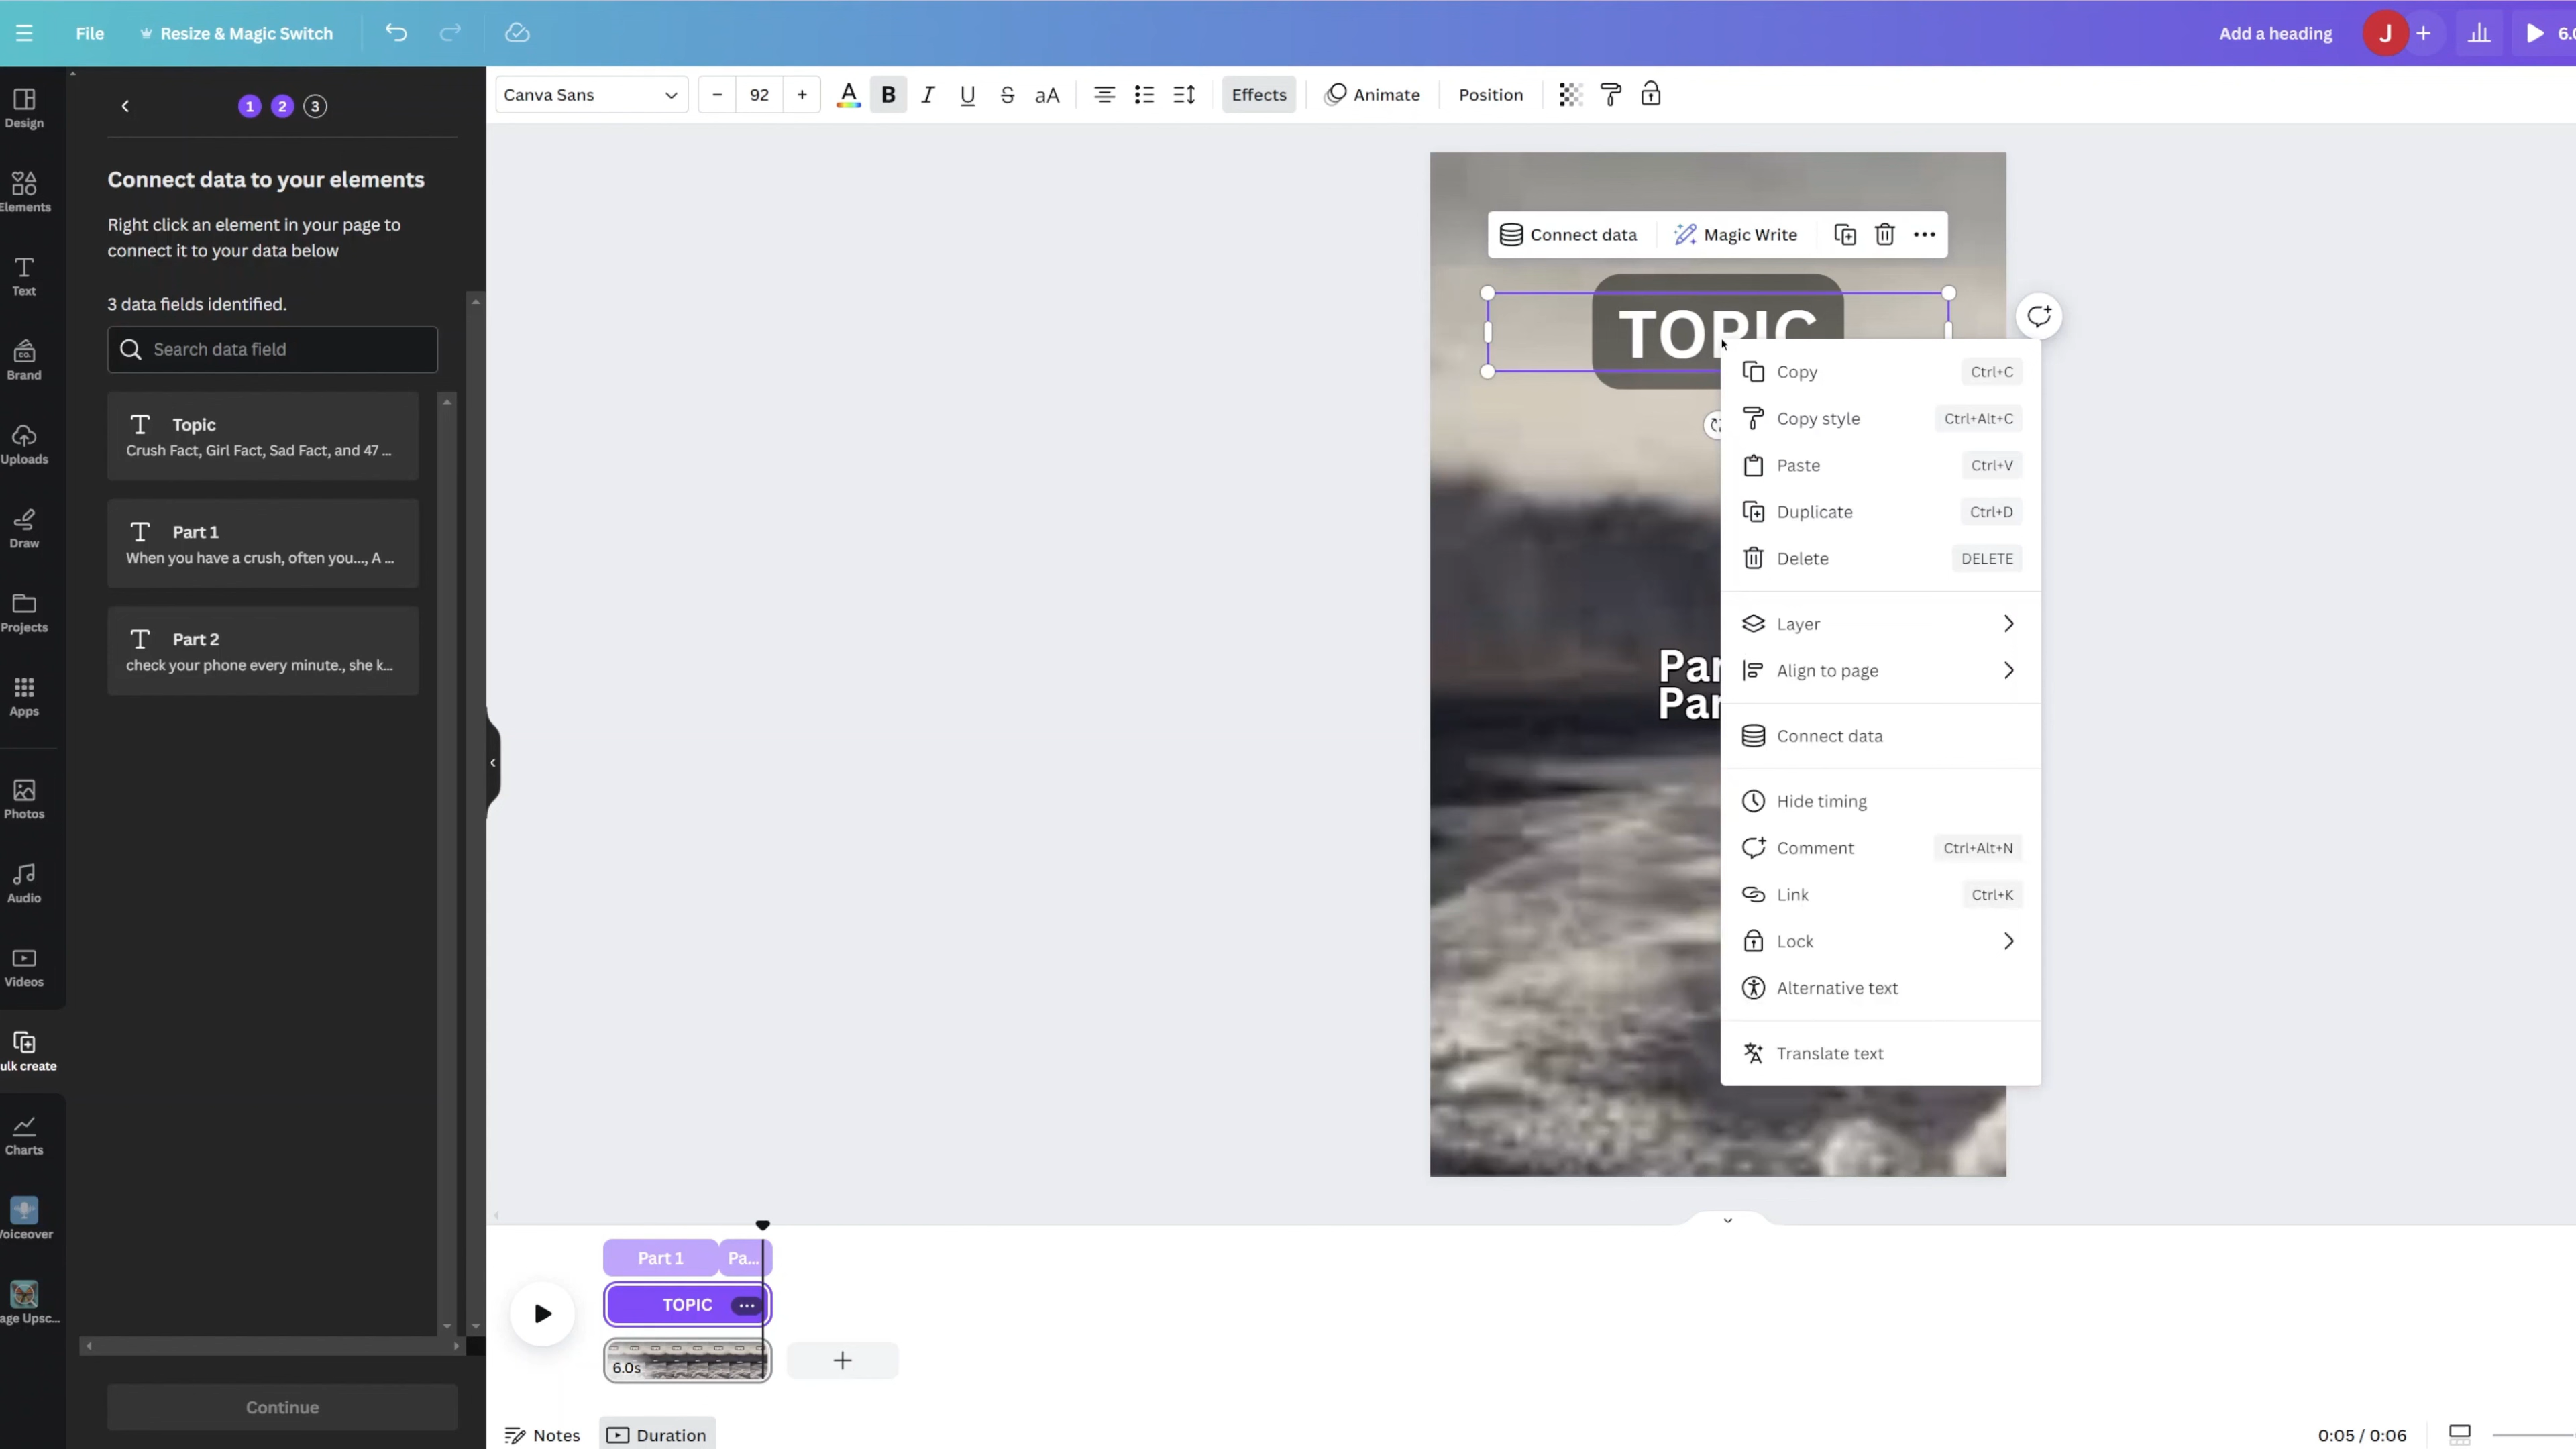 File
Resize & Magic Switch
Add a heading
J
Design
Elements
Text
Brand
Uploads
Draw
Projects
Apps
Photos
Audio
Videos
ulk create
Charts
Voiceover
age Upsc...
1 2 3
Connect data to your elements
Right click an element in your page to
connect it to your data below
3 data fields identified.
Search data field
Topic
Crush Fact, Girl Fact, Sad Fact, and 47 ...
Part 1
When you have a crush, often you..., A ...
Part 2
check your phone every minute., she k...
Continue
Canva Sans
92
A B I U S aA
Effects
Animate
Position
Connect data
Magic Write
TOPIC
Par
Par
Copy Ctrl+C
Copy style Ctrl+Alt+C
Paste Ctrl+V
Duplicate Ctrl+D
Delete DELETE
Layer
Align to page
Connect data
Hide timing
Comment Ctrl+Alt+N
Link Ctrl+K
Lock
Alternative text
Translate text
Part 1
Pa...
TOPIC
6.0s
Notes
Duration
0:05 / 0:06